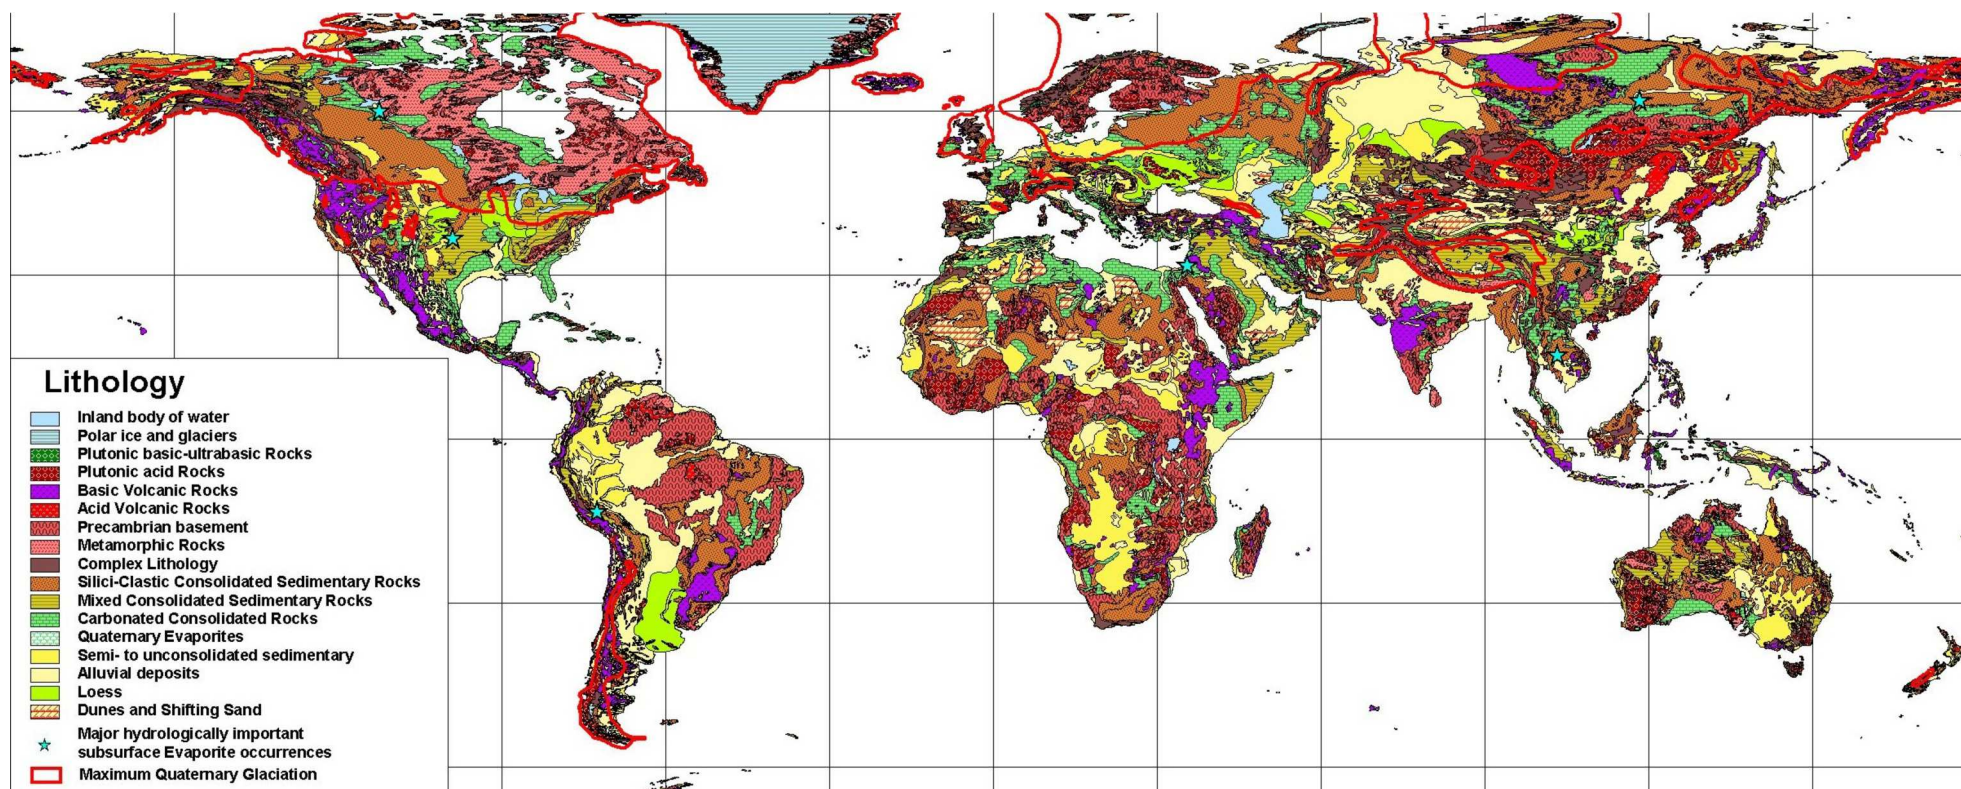 Lithology
Inland body of water
Polar ice and glaciers
Plutonic basic-ultrabasic Rocks
Plutonic acid Rocks
Basic Volcanic Rocks
Acid Volcanic Rocks
Precambrian basement
Metamorphic Rocks
Complex Lithology
Silici-Clastic Consolidated Sedimentary Rocks
Mixed Consolidated Sedimentary Rocks
Carbonated Consolidated Rocks
Quaternary Evaporites
Semi- to unconsolidated sedimentary
Alluvial deposits
Loess
Dunes and Shifting Sand
Major hydrologically important
subsurface Evaporite occurrences
Maximum Quaternary Glaciation